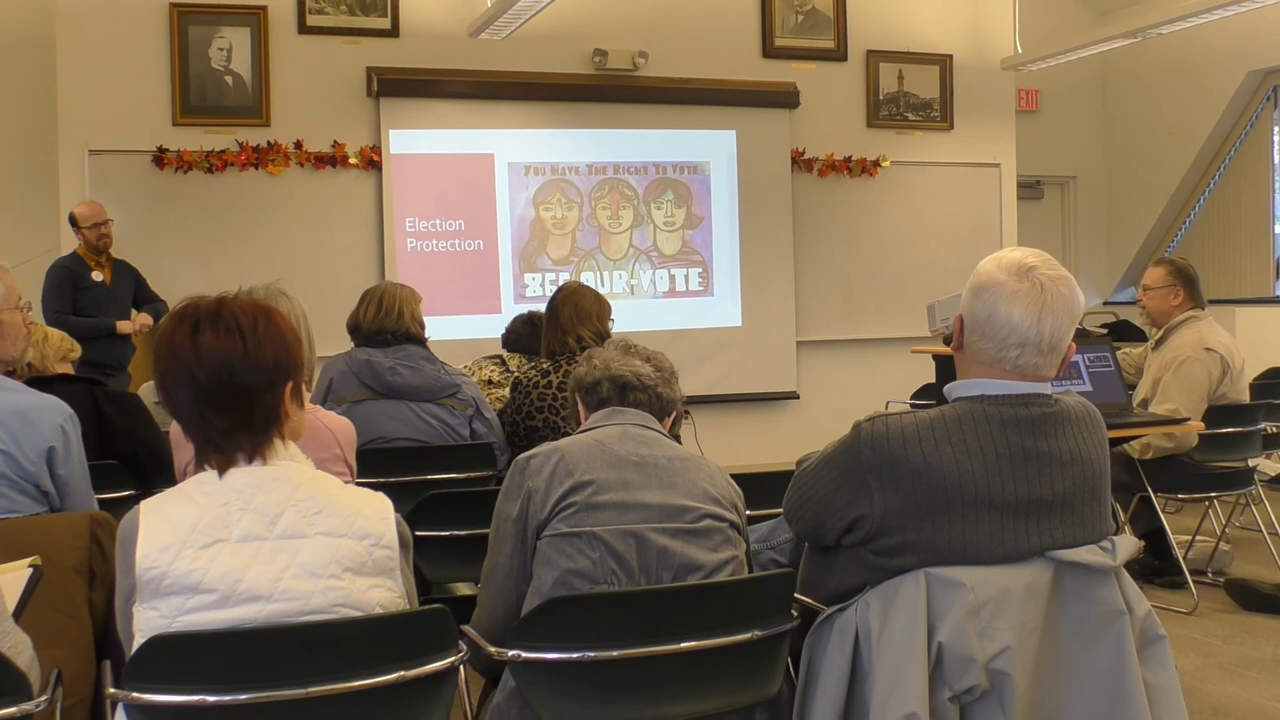 YOU HAVE THE RIGHT TO VOTE
EXIT
Election
Protection
866-OUR-VOTE